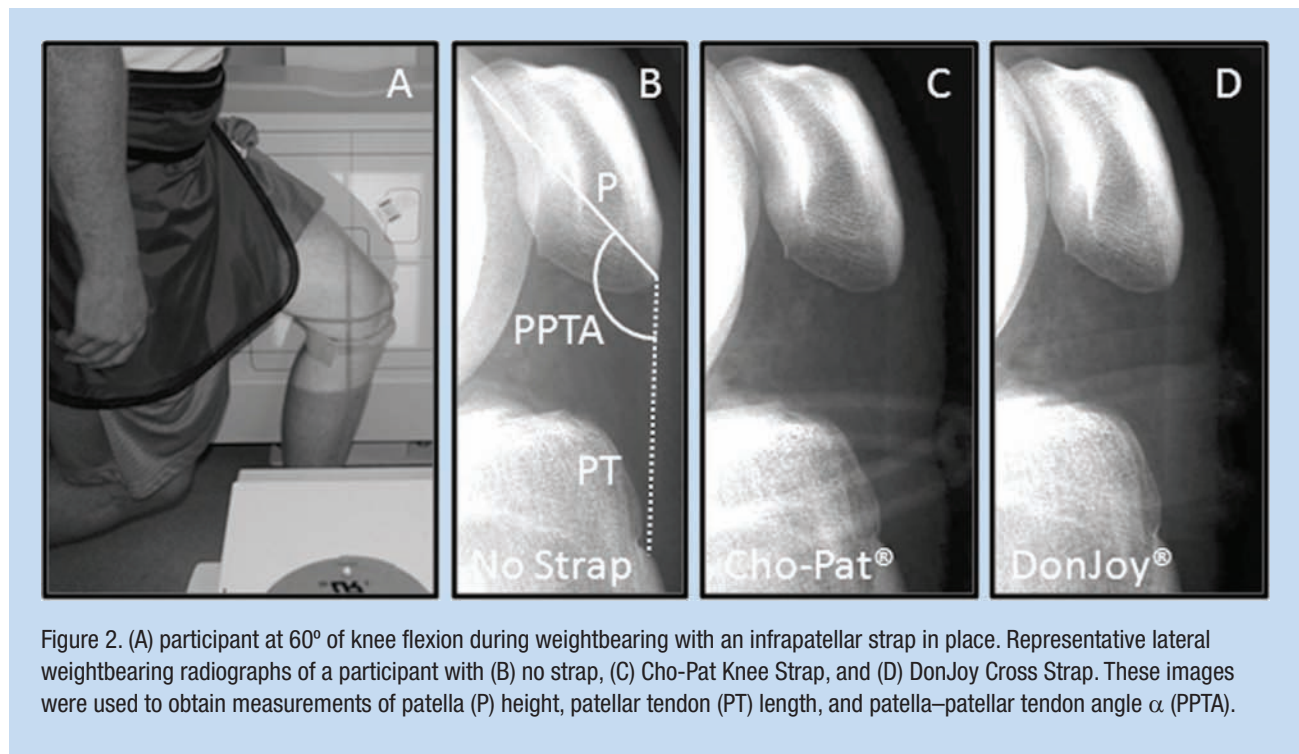 A
B
C
D
P
PPTA
PT
No Strap
Cho-Pat®
DonJoy®
Figure 2. (A) participant at 60º of knee flexion during weightbearing with an infrapatellar strap in place. Representative lateral
weightbearing radiographs of a participant with (B) no strap, (C) Cho-Pat Knee Strap, and (D) DonJoy Cross Strap. These images
were used to obtain measurements of patella (P) height, patellar tendon (PT) length, and patella–patellar tendon angle α (PPTA).